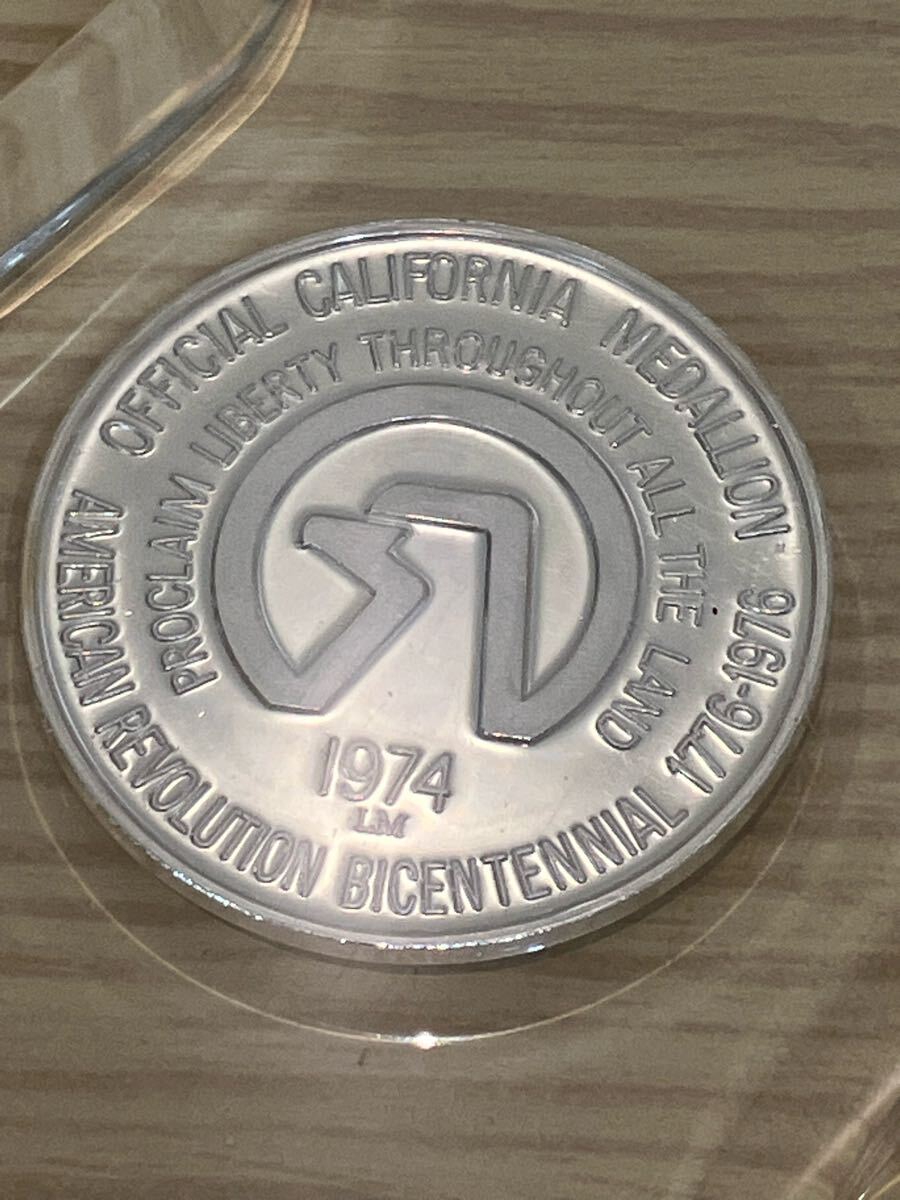 OFFICIAL CALIFORNIA MEDALLION
PROCLAIM LIBERTY THROUGHOUT ALL THE LAND
1974
LM
AMERICAN REVOLUTION BICENTENNIAL 1776-1976